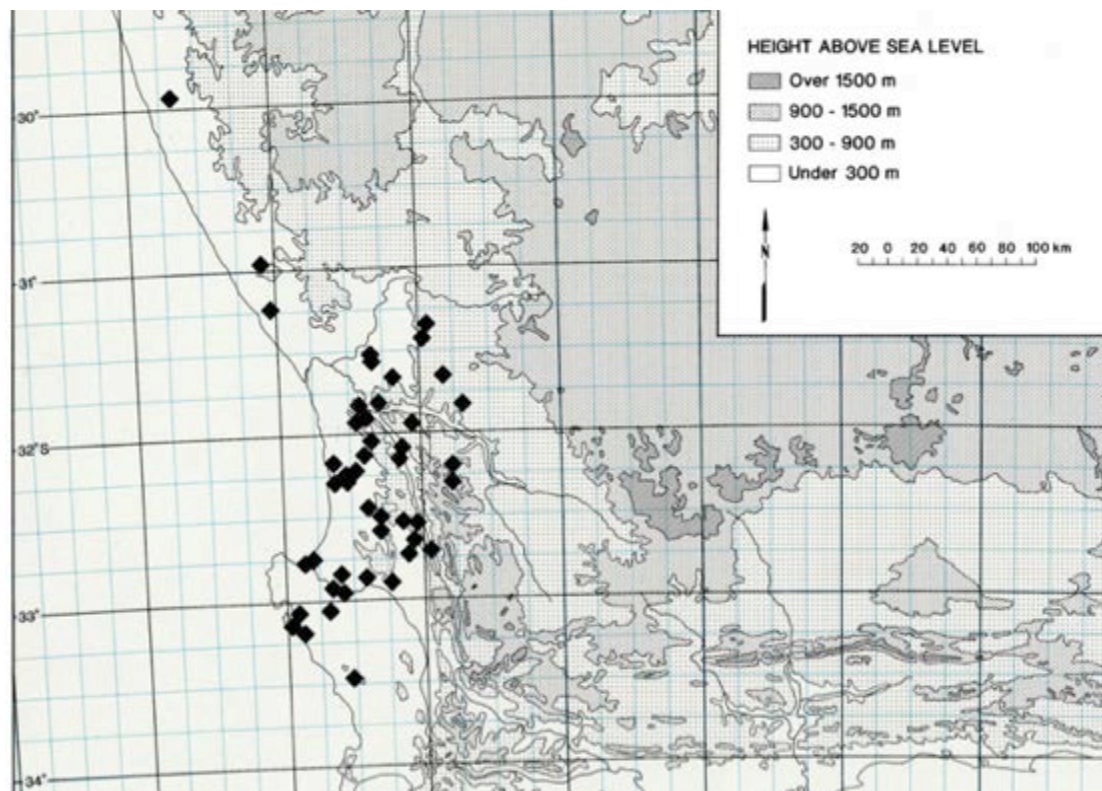 HEIGHT ABOVE SEA LEVEL
Over 1500 m
900 - 1500 m
300 - 900 m
Under 300 m
N
20 0 20 40 60 80 100 km
30°
31°
32°S
33°
34°